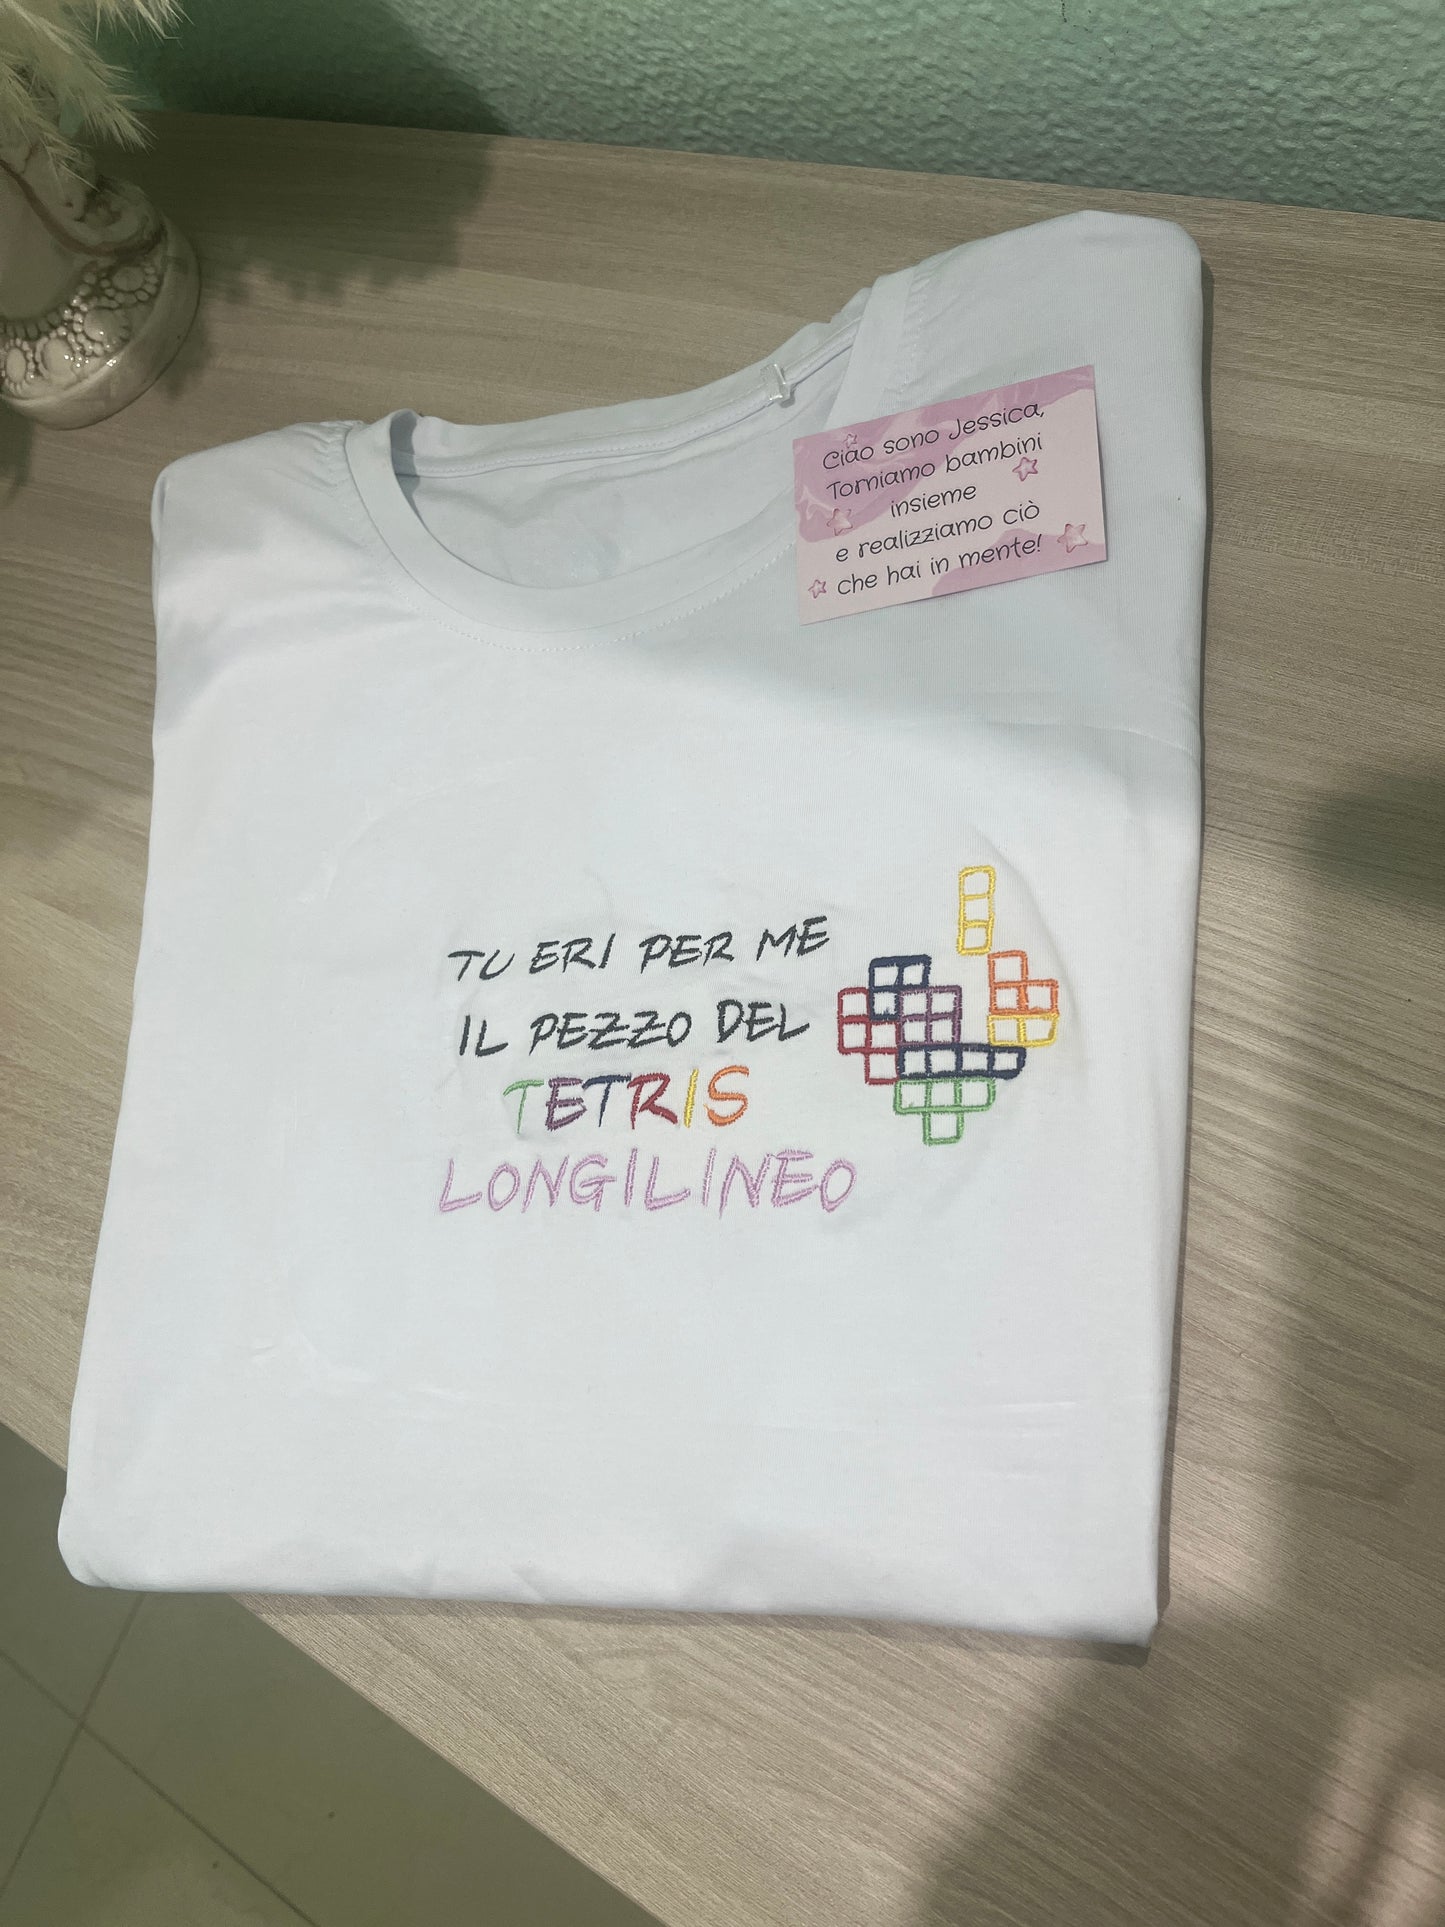 Ciao sono Jessica,
Torniamo bambini
insieme
e realizziamo ciò
che hai in mente!
TU ERI PER ME
IL PEZZO DEL
TETRIS
LONGILINEO